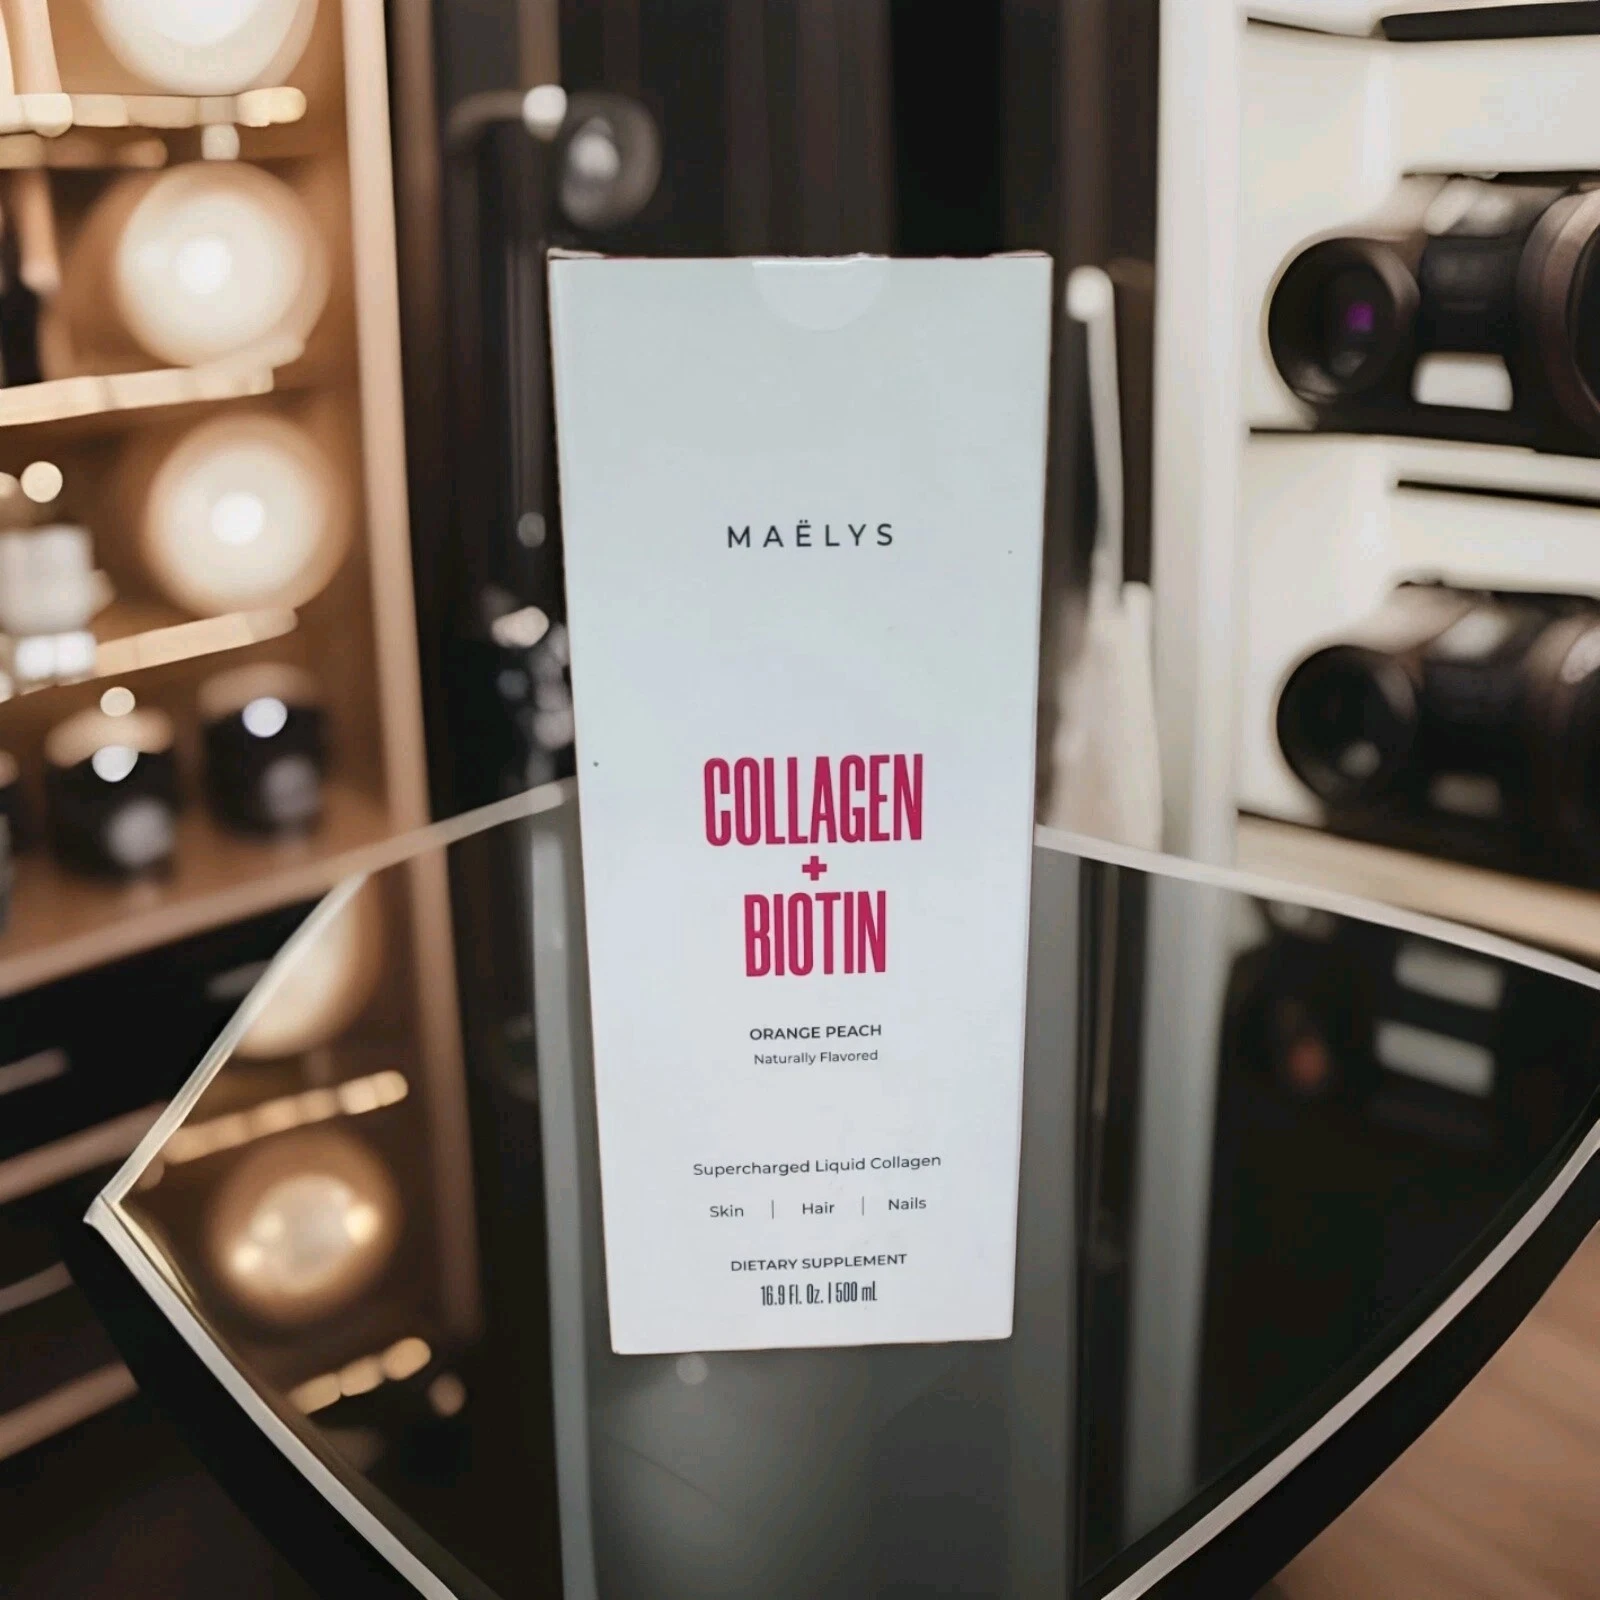 MAËLYS
COLLAGEN
+
BIOTIN
ORANGE PEACH
Naturally Flavored
Supercharged Liquid Collagen
Skin | Hair | Nails
DIETARY SUPPLEMENT
16.9 Fl. Oz. | 500 mL